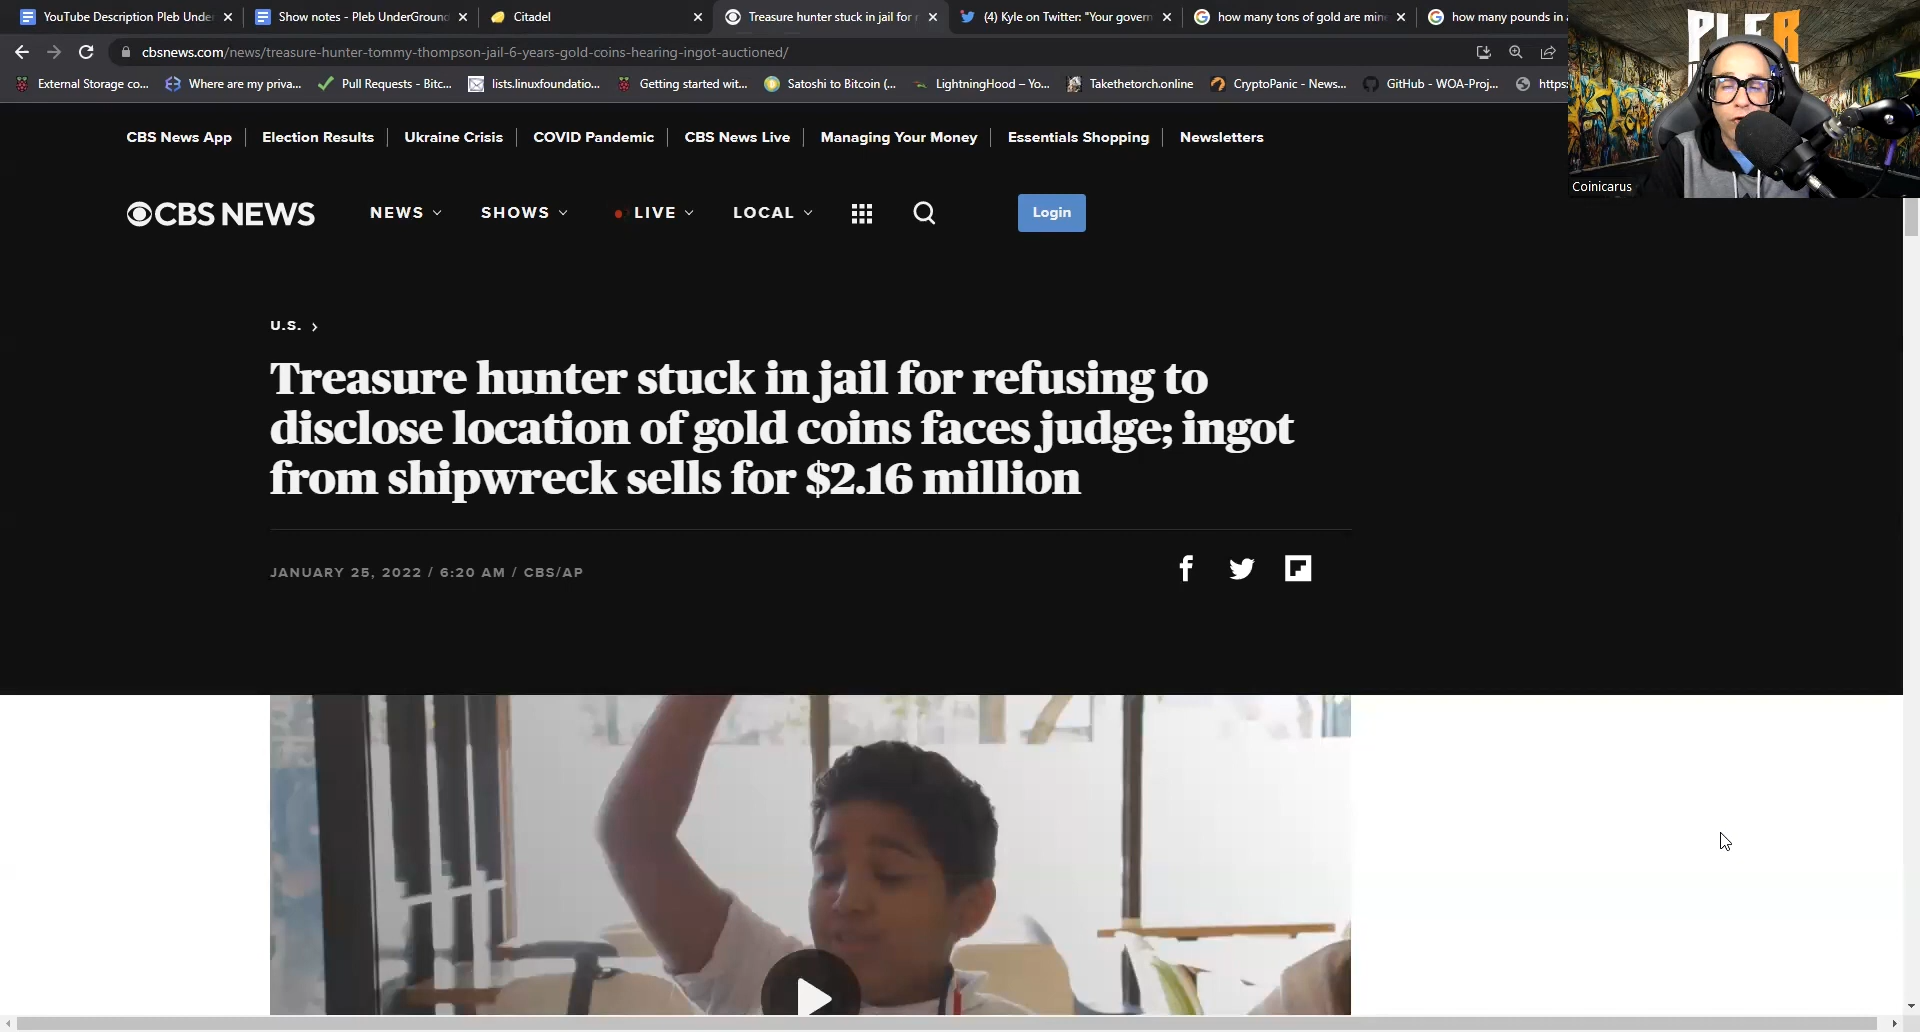 YouTube Description Pleb Unde
Show notes - Pleb UnderGroun
Citadel
Treasure hunter stuck in jail for
(4) Kyle on Twitter: "Your govern
how many tons of gold are min
how many pounds in a
cbsnews.com/news/treasure-hunter-tommy-thompson-jail-6-years-gold-coins-hearing-ingot-auctioned/
External Storage co...
Where are my priva...
Pull Requests - Bitc...
lists.linuxfoundatio...
Getting started wit...
Satoshi to Bitcoin (...
LightningHood – Yo...
Takethetorch.online
CryptoPanic - News...
GitHub - WOA-Proj...
https
PLEB
Coinicarus
CBS News App
Election Results
Ukraine Crisis
COVID Pandemic
CBS News Live
Managing Your Money
Essentials Shopping
Newsletters
CBS NEWS
NEWS
SHOWS
LIVE
LOCAL
Login
U.S.
Treasure hunter stuck in jail for refusing to
disclose location of gold coins faces judge; ingot
from shipwreck sells for $2.16 million
JANUARY 25, 2022 / 6:20 AM / CBS/AP